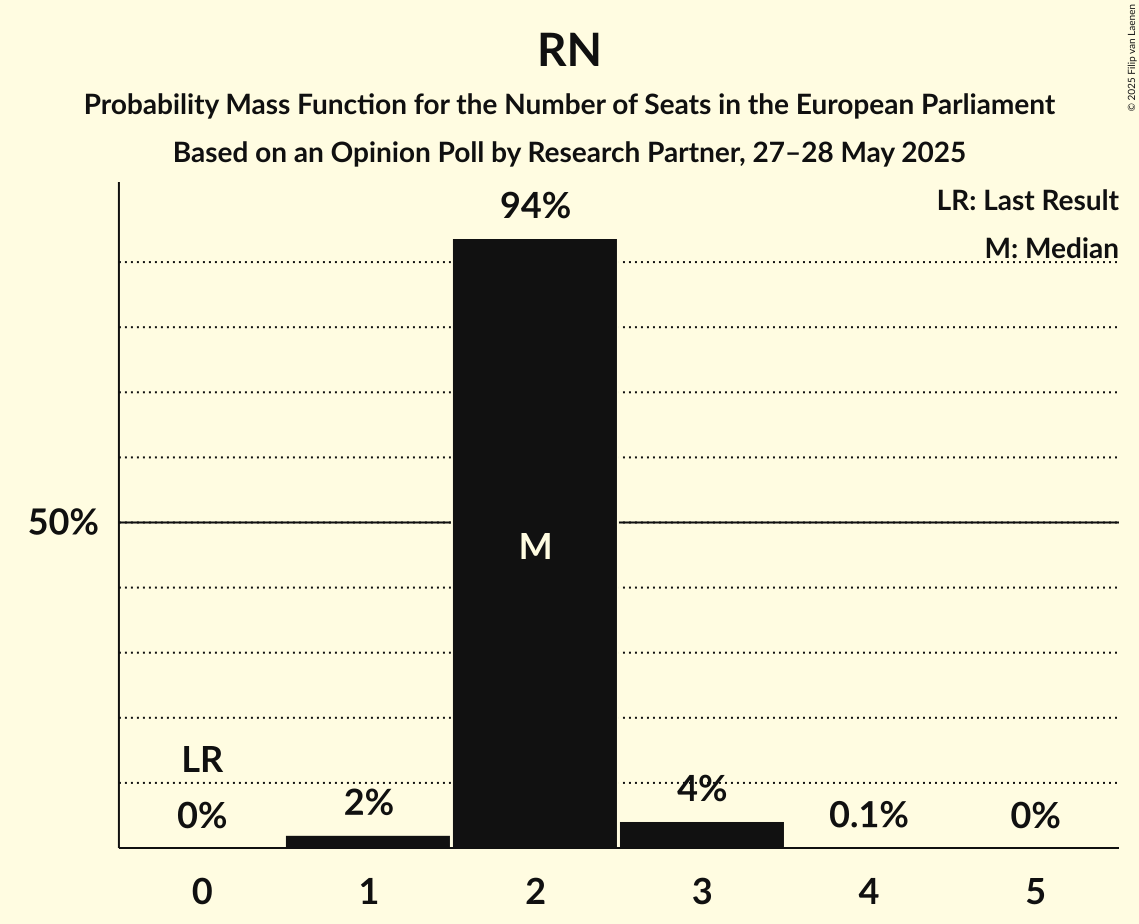 RN
Probability Mass Function for the Number of Seats in the European Parliament
Based on an Opinion Poll by Research Partner, 27–28 May 2025
© 2025 Filip van Laenen
LR: Last Result
M: Median
94%
50%
M
LR
0%
2%
4%
0.1%
0%
0
1
2
3
4
5